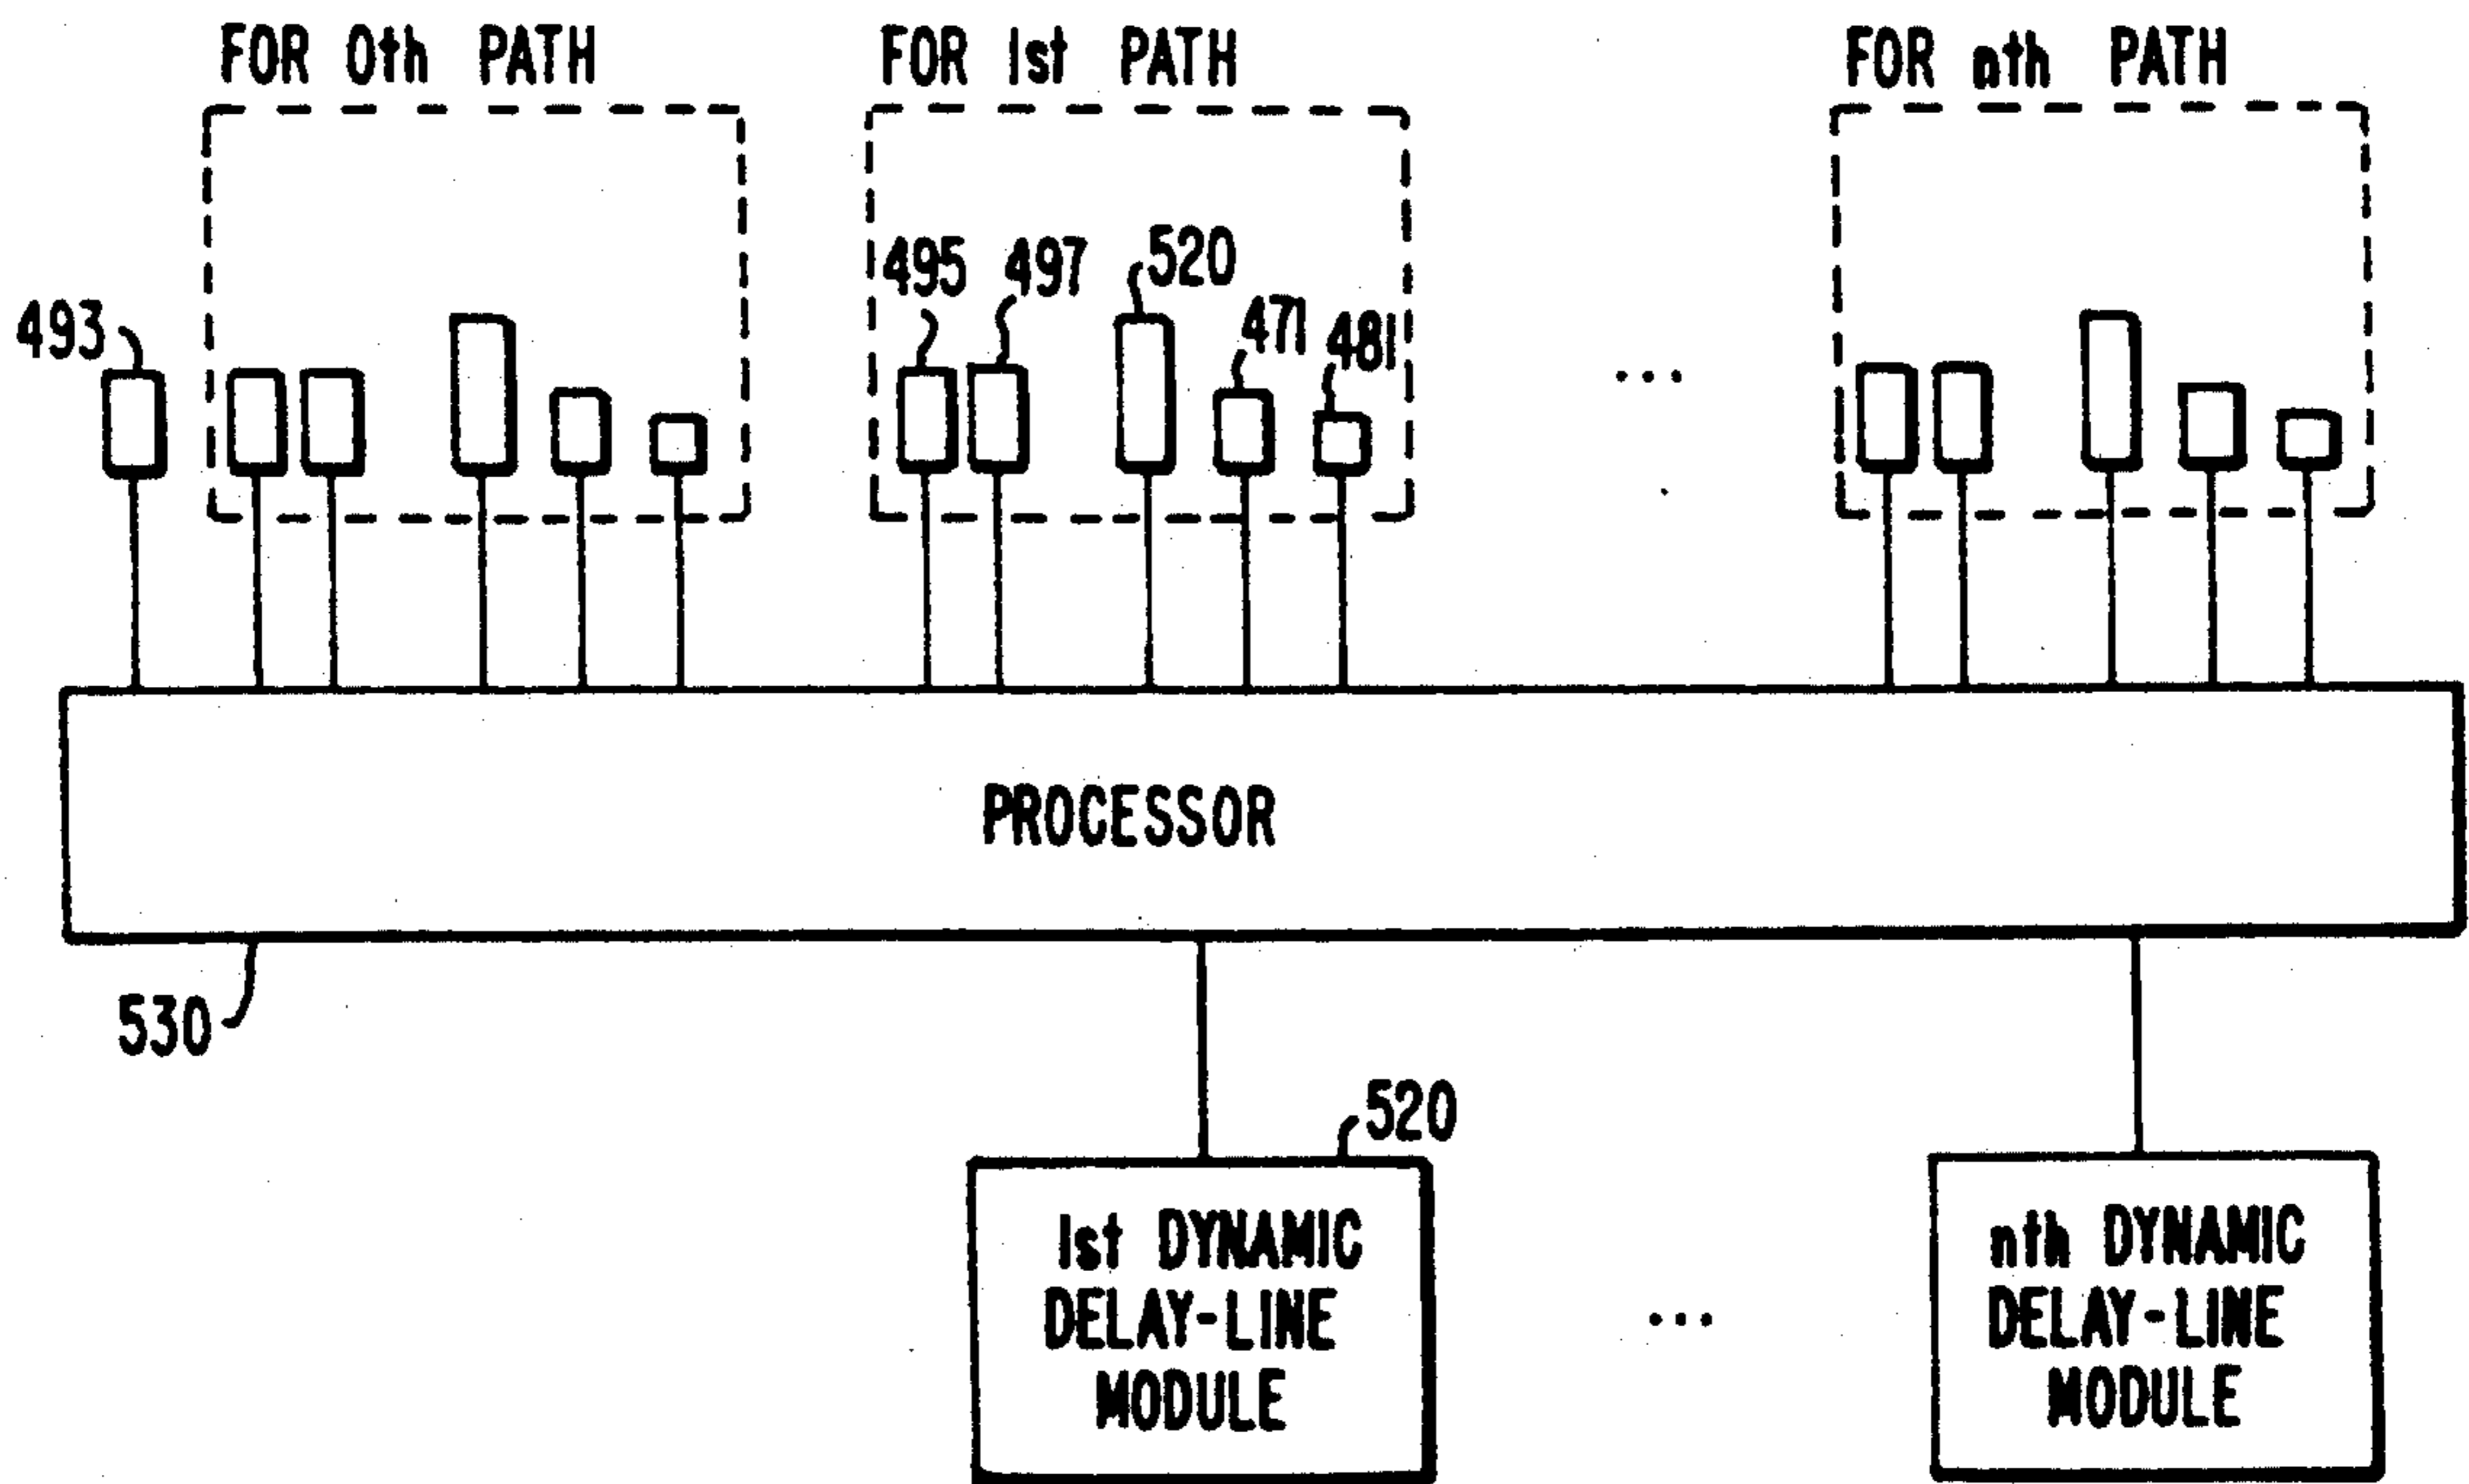 FOR 0th PATH
FOR 1st PATH
FOR nth PATH
493
495
497
520
471
481
...
PROCESSOR
530
520
1st DYNAMIC
DELAY-LINE
MODULE
...
nth DYNAMIC
DELAY-LINE
MODULE